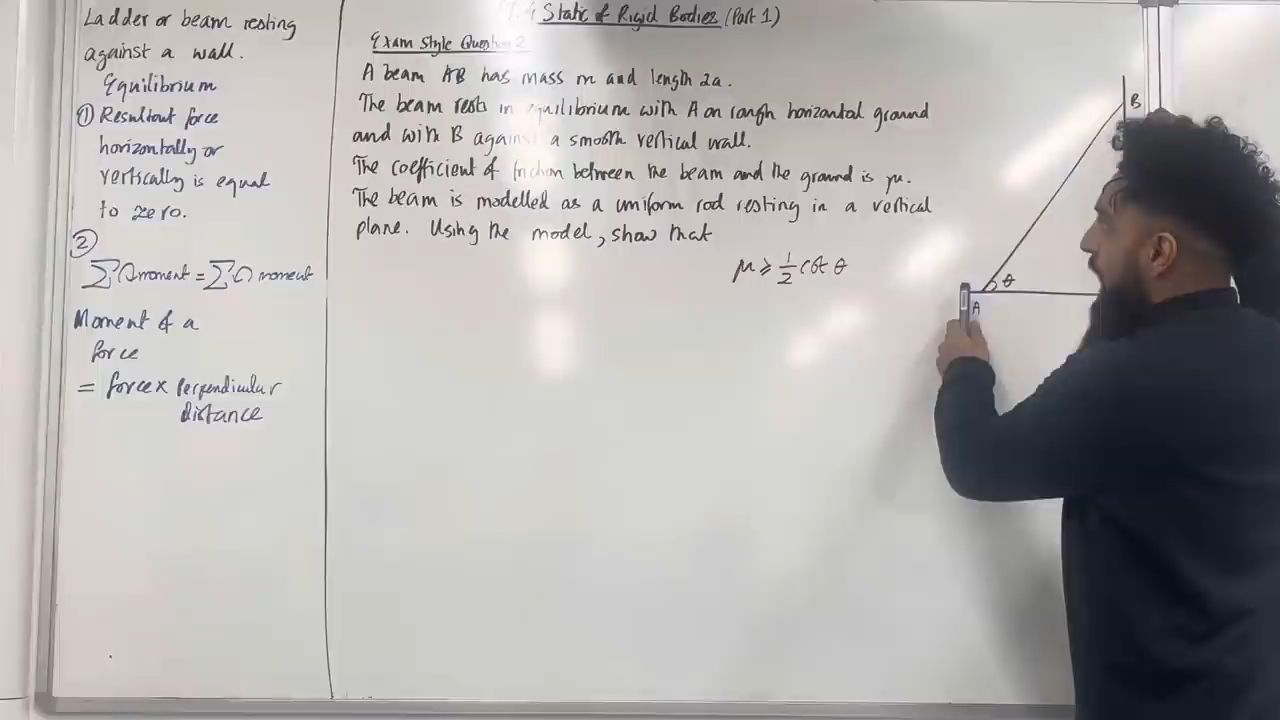 Ladder or beam resting
against a wall.
Equilibrium
① Resultant force
horizontally or
vertically is equal
to zero.
②
∑↺moment = ∑↻moment
Moment of a
force
= force × perpendicular
distance
7.4 Static of Rigid Bodies (Part 1)
Exam Style Question 2
A beam AB has mass m and length 2a.
The beam rests in equilibrium with A on rough horizontal ground
and with B against a smooth vertical wall.
The coefficient of friction between the beam and the ground is μ.
The beam is modelled as a uniform rod resting in a vertical
plane. Using the model, show that
μ ≥ 1/2 cot θ
B
θ
A